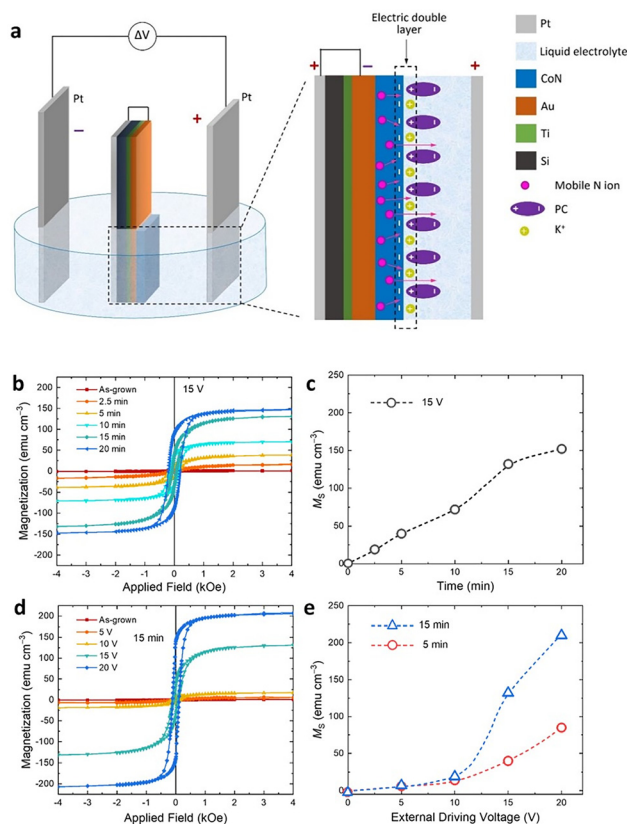 a
ΔV
Pt
−
+
Pt
Electric double
layer
+
−
+
Pt
Liquid electrolyte
CoN
Au
Ti
Si
Mobile N ion
PC
K⁺
b
15 V
As-grown
2.5 min
5 min
10 min
15 min
20 min
Magnetization (emu cm⁻³)
200
150
100
50
0
-50
-100
-150
-200
-4 -3 -2 -1 0 1 2 3 4
Applied Field (kOe)
c
15 V
Mₛ (emu cm⁻³)
200
150
100
50
0
0 5 10 15 20
Time (min)
d
15 min
As-grown
5 V
10 V
15 V
20 V
Magnetization (emu cm⁻³)
200
150
100
50
0
-50
-100
-150
-200
-4 -3 -2 -1 0 1 2 3 4
Applied Field (kOe)
e
15 min
5 min
Mₛ (emu cm⁻³)
250
200
150
100
50
0
0 5 10 15 20
External Driving Voltage (V)